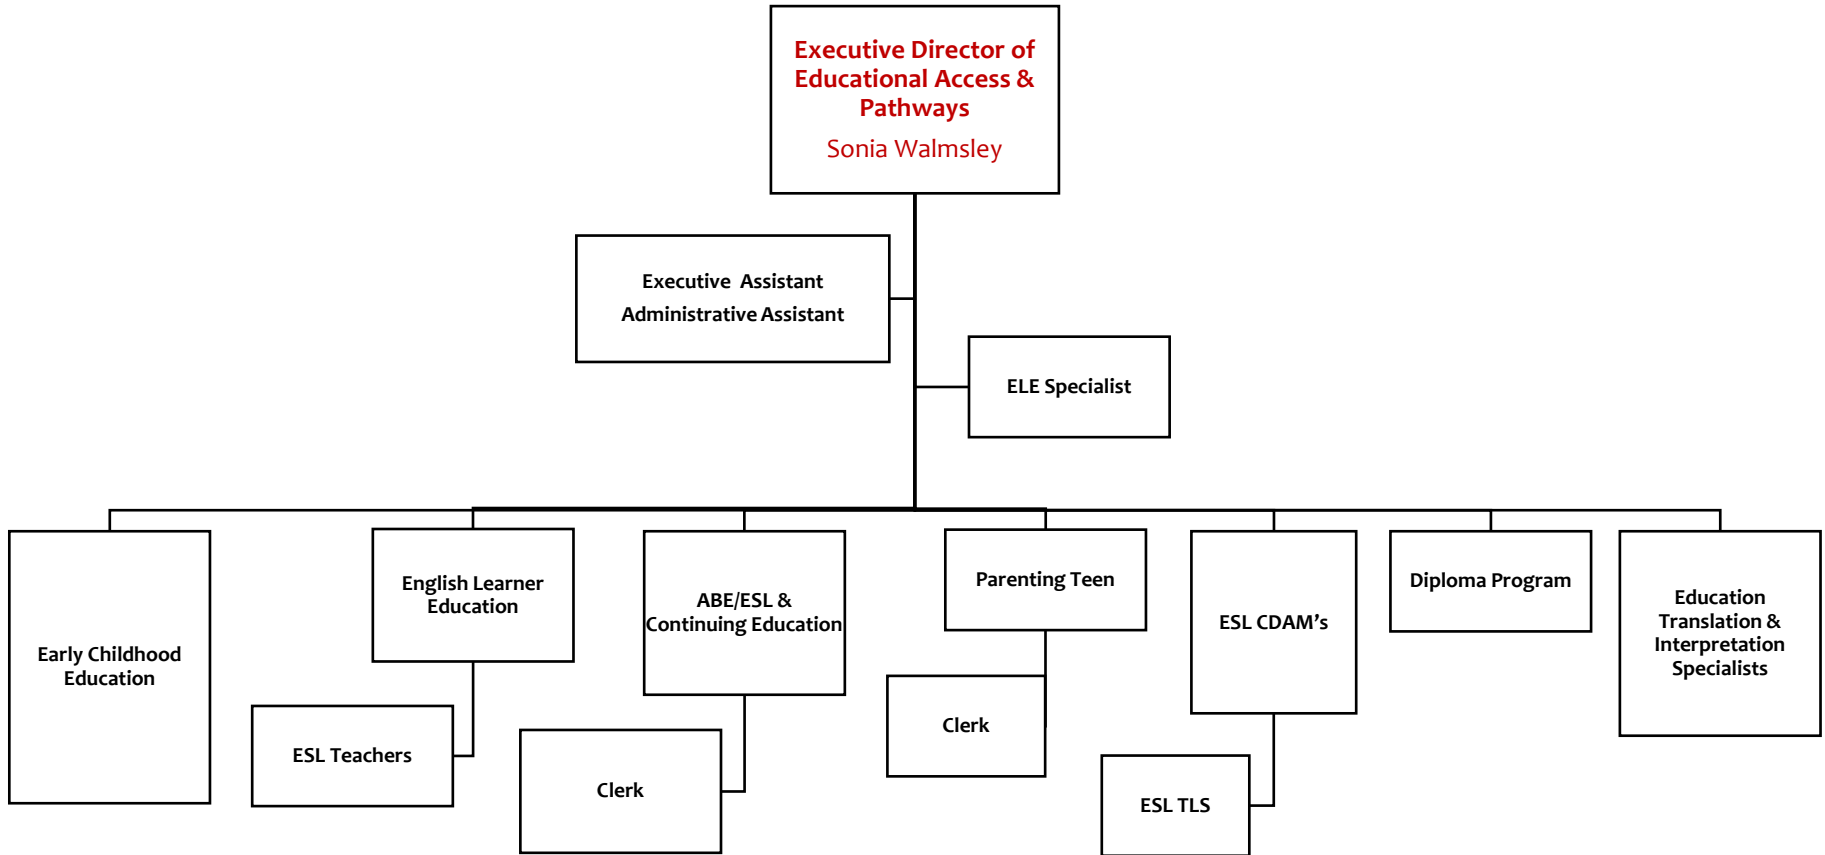 Executive Director of
Educational Access &
Pathways
Sonia Walmsley
Executive Assistant
Administrative Assistant
ELE Specialist
Early Childhood
Education
English Learner
Education
ESL Teachers
ABE/ESL &
Continuing Education
Clerk
Parenting Teen
Clerk
ESL CDAM’s
ESL TLS
Diploma Program
Education
Translation &
Interpretation
Specialists